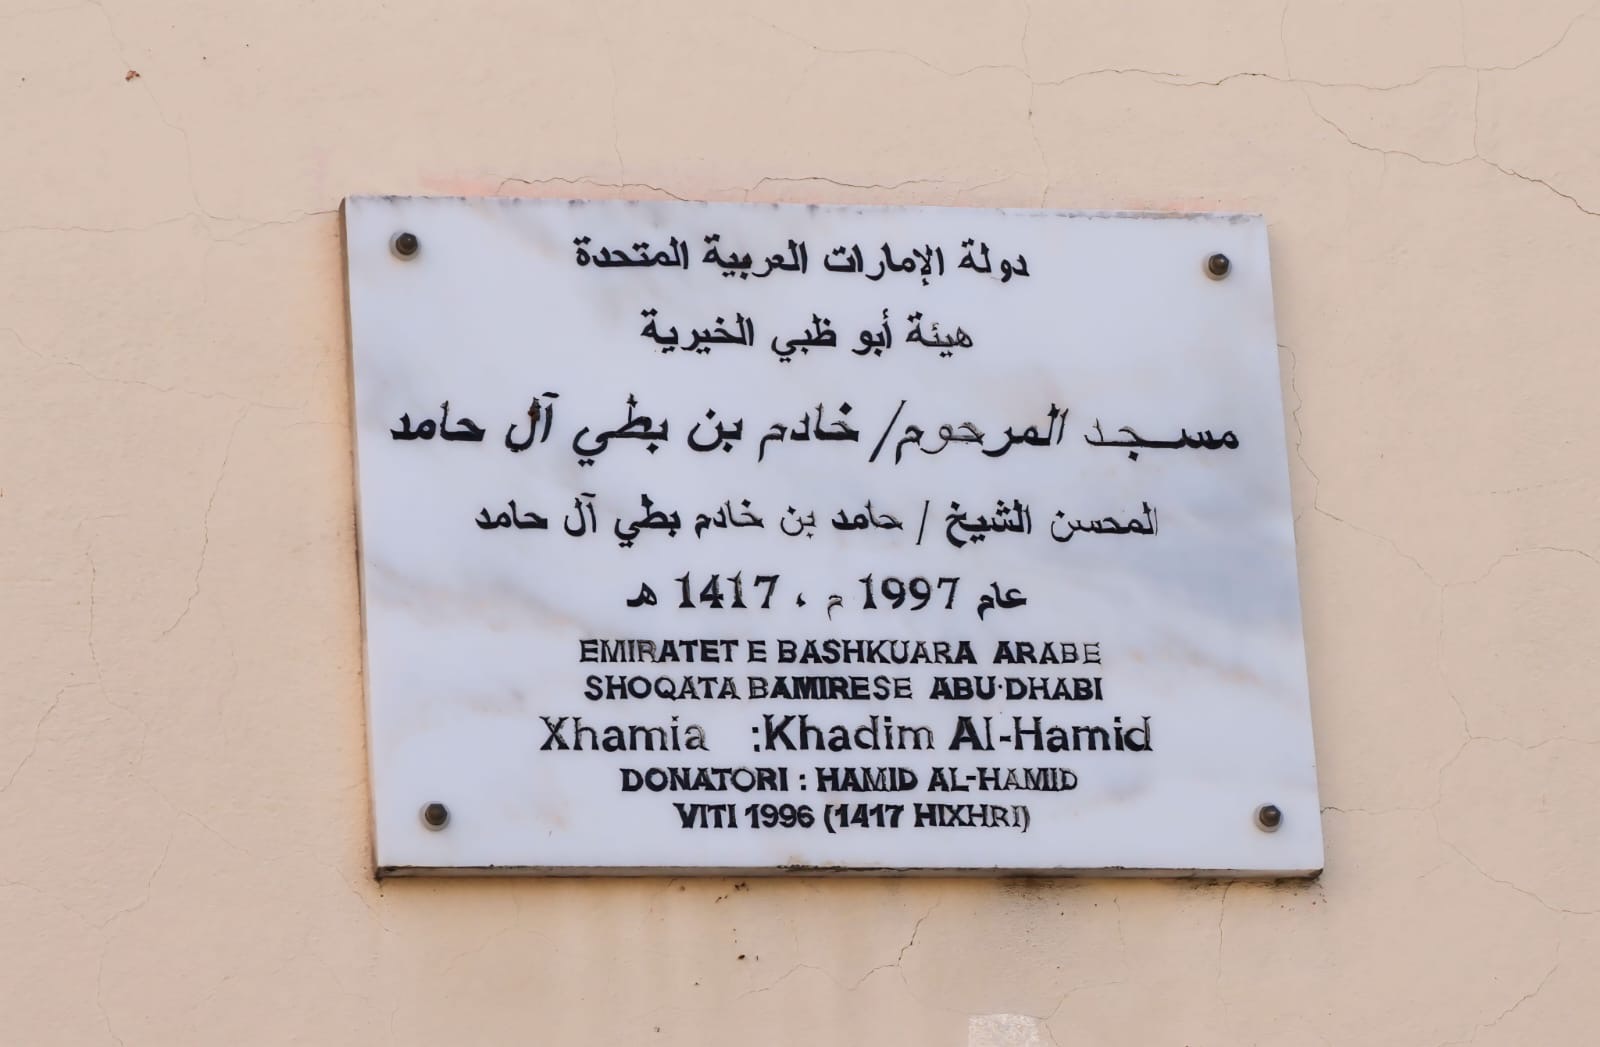 دولة الإمارات العربية المتحدة
هيئة أبو ظبي الخيرية
مسجد المرحوم/ خادم بن بطي آل حامد
المحسن الشيخ / حامد بن خادم بطي آل حامد
عام 1997 م ، 1417 هـ
EMIRATET E BASHKUARA ARABE
SHOQATA BAMIRESE ABU-DHABI
Xhamia :Khadim Al-Hamid
DONATORI : HAMID AL-HAMID
VITI 1996 (1417 HIXHRI)